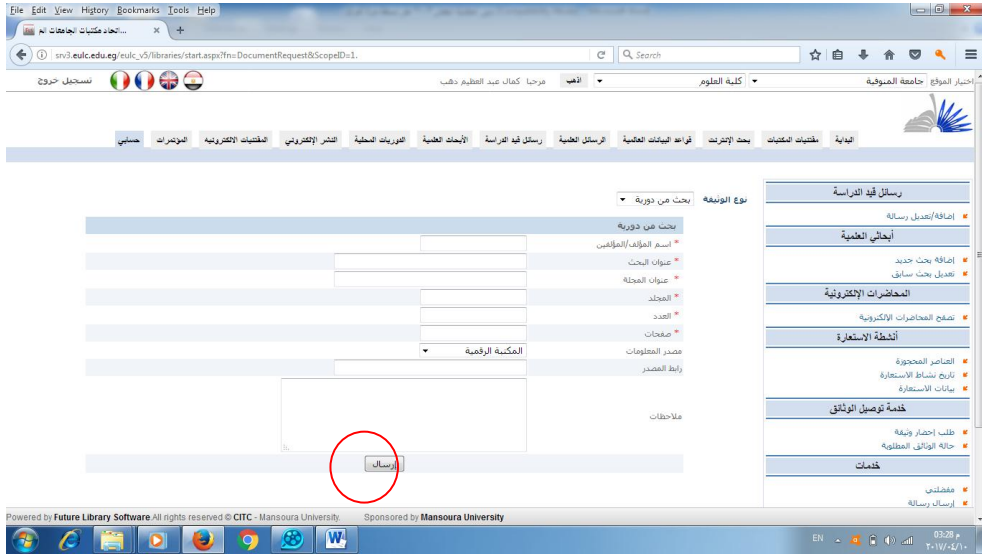 File Edit View History Bookmarks Tools Help
...اتحاد مكتبات الجامعات الم
srv3.eulc.edu.eg/eulc_v5/libraries/start.aspx?fn=DocumentRequest&ScopeID=1.
Search
اختيار الموقع جامعة المنوفية
كلية العلوم
اذهب
مرحبا كمال عبد العظيم دهب
تسجيل خروج
البداية مقتنيات المكتبات بحث الإنترنت قواعد البيانات العالمية الرسائل العلمية رسائل قيد الدراسة الأبحاث العلمية الدوريات المحلية النشر الإلكتروني المقتنيات الالكترونية المؤتمرات حسابي
رسائل قيد الدراسة
إضافة/تعديل رسالة
أبحاثي العلمية
إضافة بحث جديد
تعديل بحث سابق
المحاضرات الإلكترونية
تصفح المحاضرات الالكترونية
أنشطة الاستعارة
العناصر المحجوزة
تاريخ نشاط الاستعارة
بيانات الاستعارة
خدمة توصيل الوثائق
طلب إحضار وثيقة
حالة الوثائق المطلوبة
خدمات
مفضلتي
إرسال رسالة
نوع الوثيقة بحث من دورية
بحث من دورية
* اسم المؤلف/المؤلفين
* عنوان البحث
* عنوان المجلة
* المجلد
* العدد
* صفحات
مصدر المعلومات المكتبة الرقمية
رابط المصدر
ملاحظات
إرسال
Powered by Future Library Software All rights reserved © CITC - Mansoura University. Sponsored by Mansoura University
EN
03:28 م
٢٠١٧/٠٤/١٠